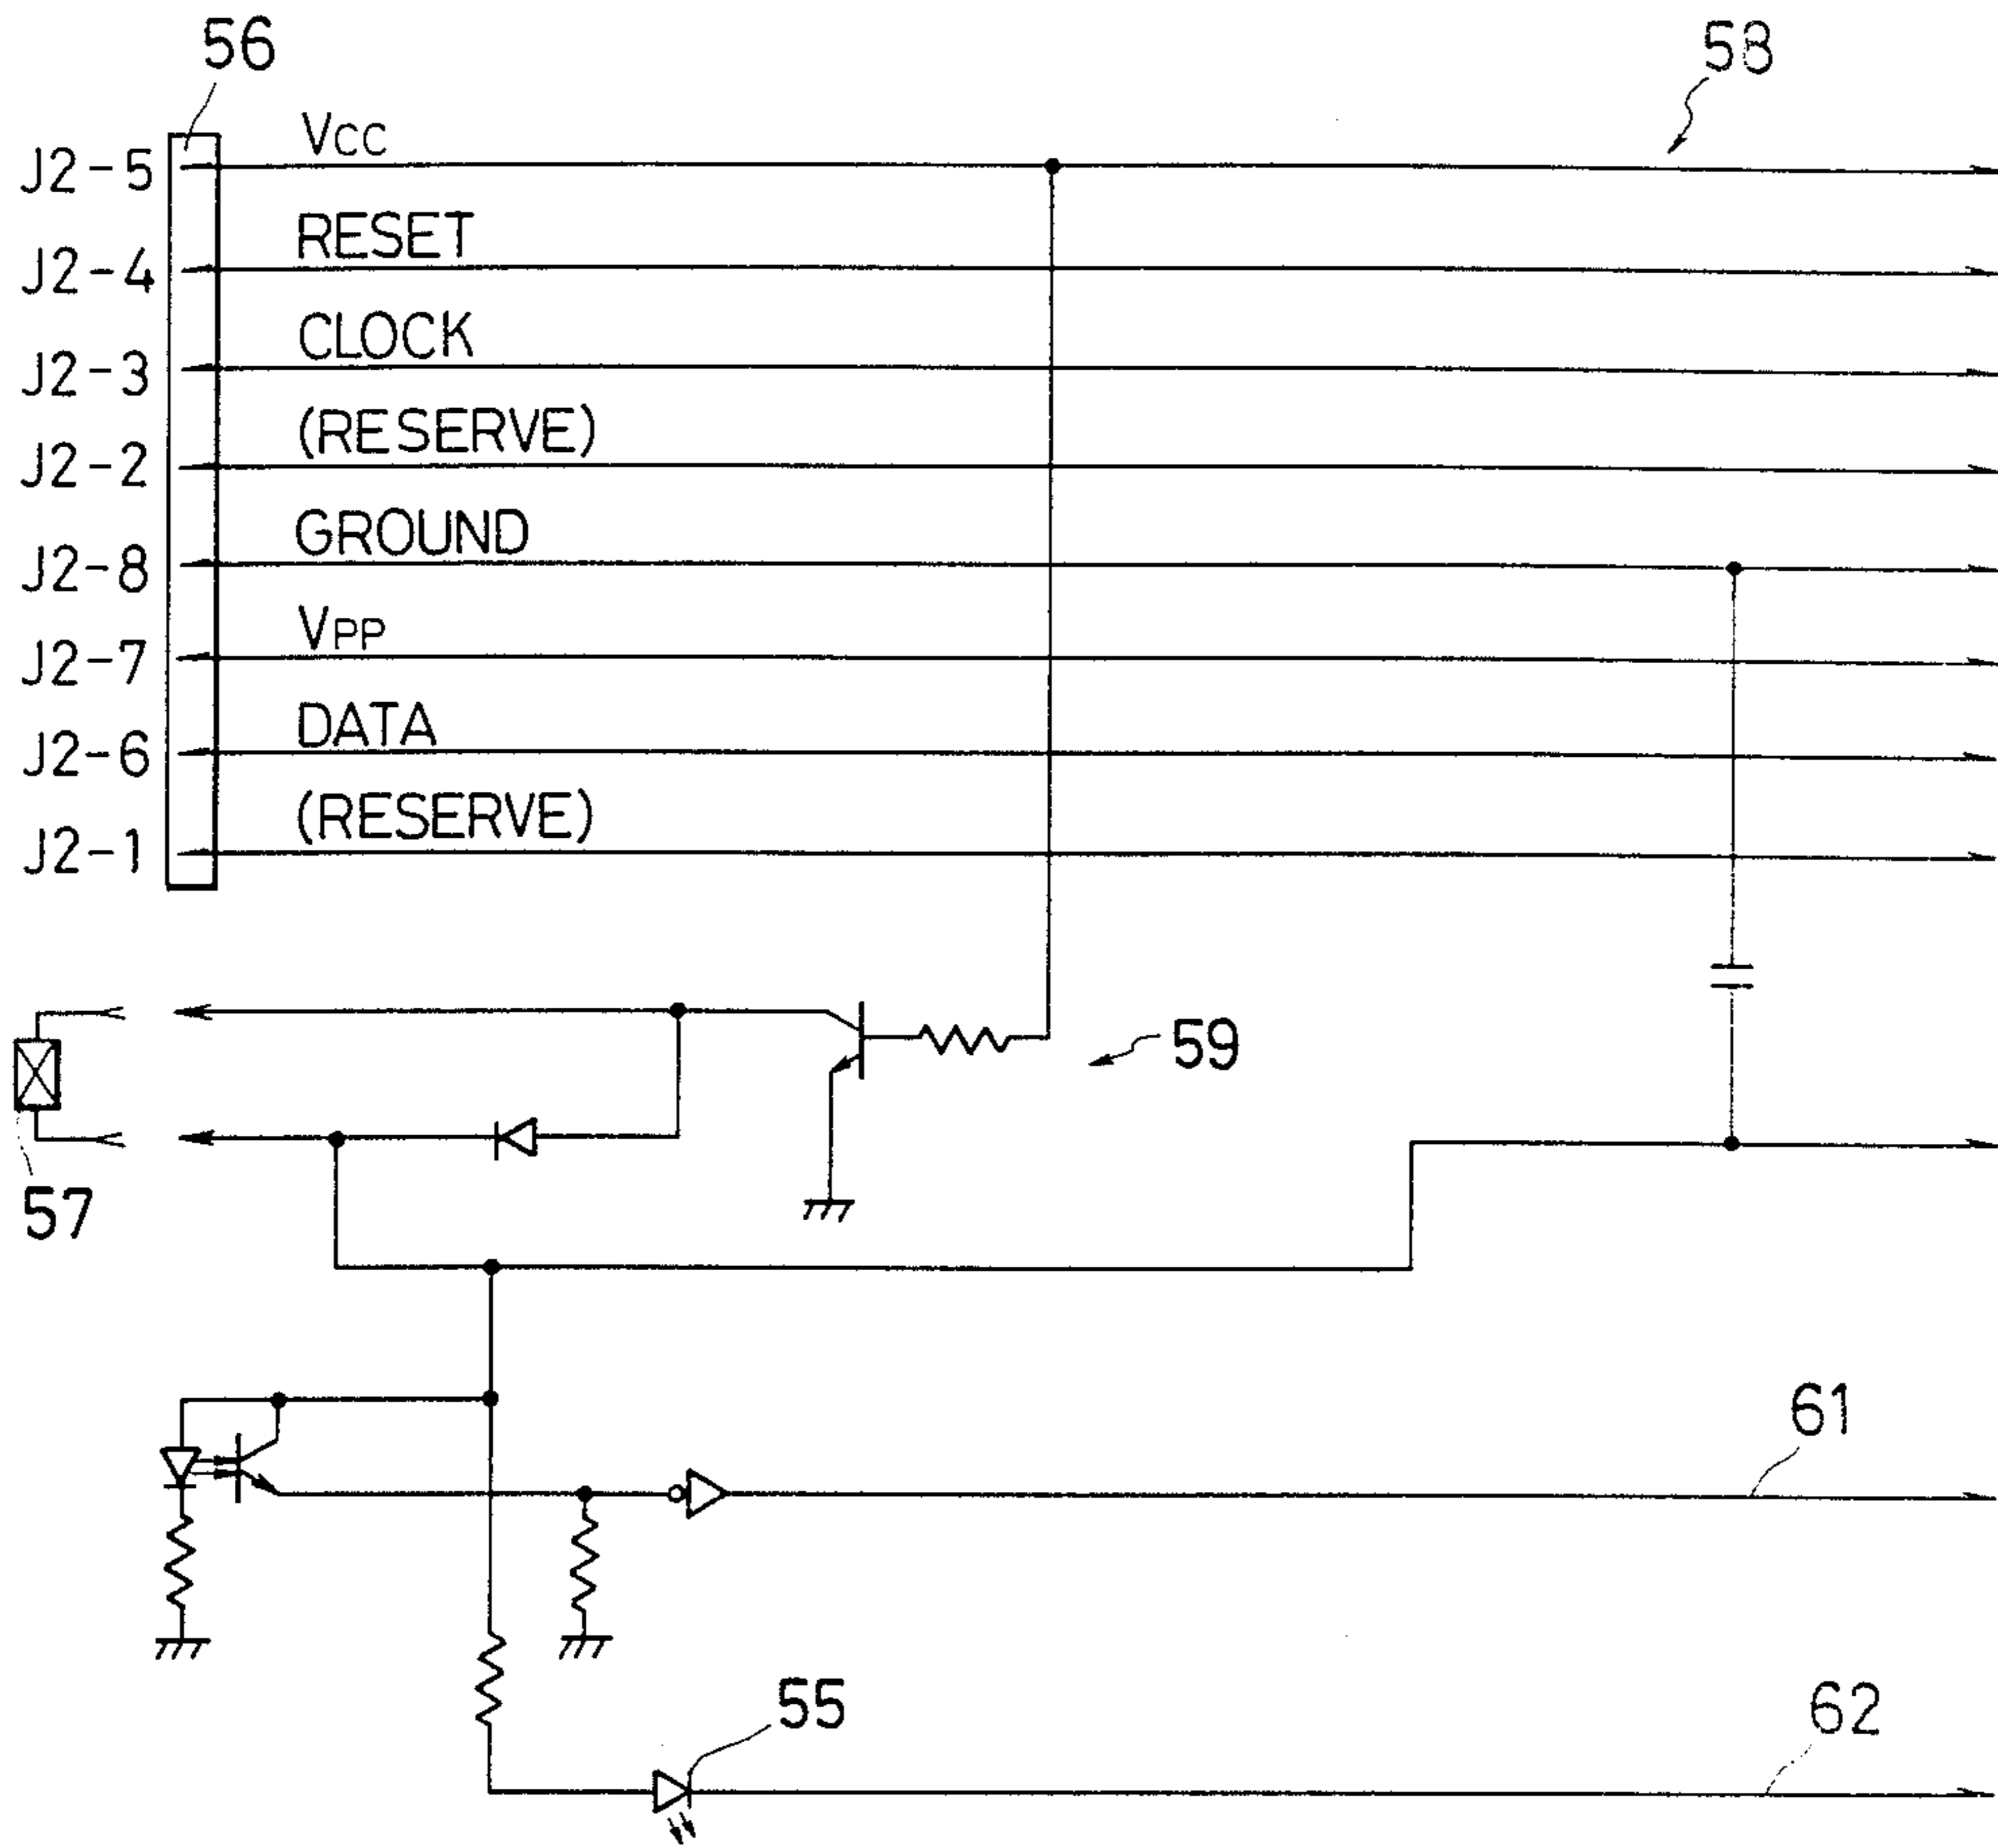 56
58
J2-5 VCC
RESET
J2-4
CLOCK
J2-3
(RESERVE)
J2-2
GROUND
J2-8
VPP
J2-7
DATA
J2-6
(RESERVE)
J2-1
59
57
61
55
62